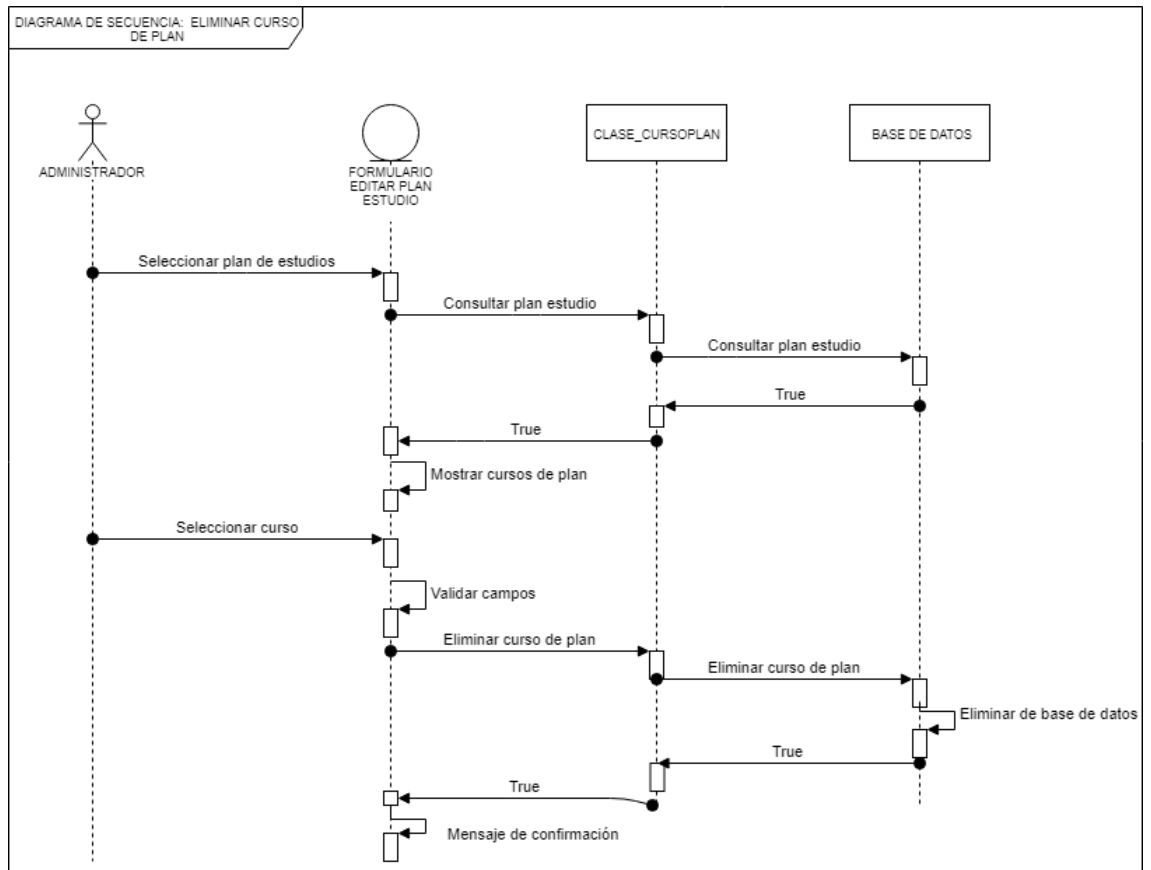 DIAGRAMA DE SECUENCIA: ELIMINAR CURSO
DE PLAN
ADMINISTRADOR
FORMULARIO
EDITAR PLAN
ESTUDIO
CLASE_CURSOPLAN
BASE DE DATOS
Seleccionar plan de estudios
Consultar plan estudio
Consultar plan estudio
True
True
Mostrar cursos de plan
Seleccionar curso
Validar campos
Eliminar curso de plan
Eliminar curso de plan
Eliminar de base de datos
True
True
Mensaje de confirmación